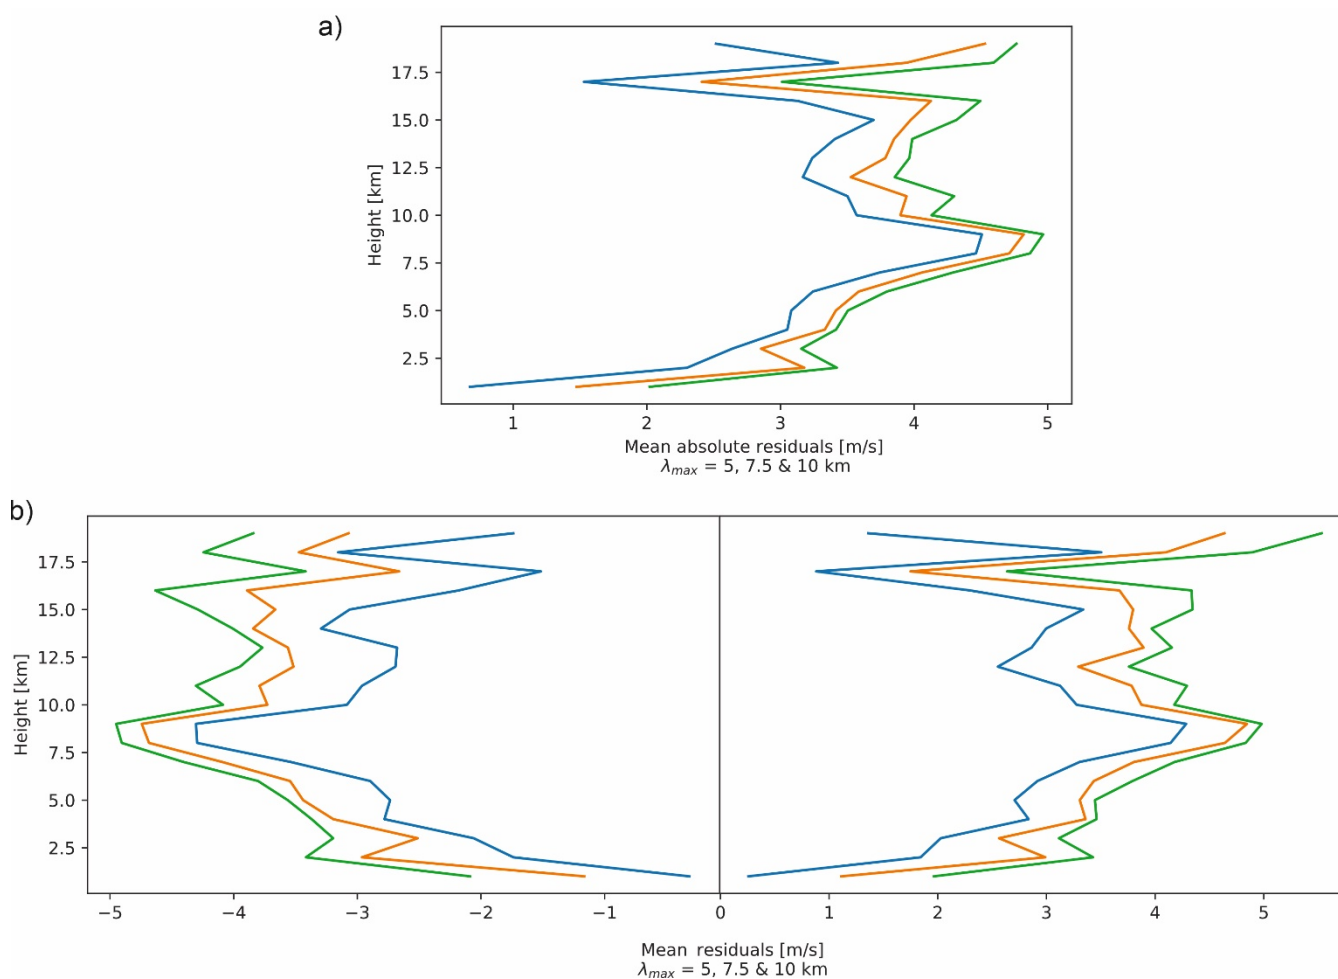 a)
17.5
15.0
12.5
10.0
7.5
5.0
2.5
Height [km]
1 2 3 4 5
Mean absolute residuals [m/s]
λmax = 5, 7.5 & 10 km
b)
17.5
15.0
12.5
10.0
7.5
5.0
2.5
Height [km]
−5 −4 −3 −2 −1 0 1 2 3 4 5
Mean residuals [m/s]
λmax = 5, 7.5 & 10 km